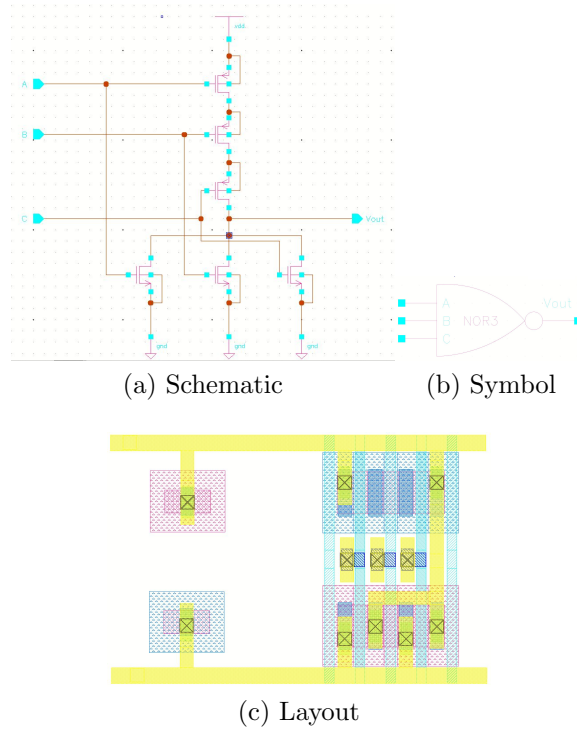 vdd
A
B
C
Vout
gnd
gnd
gnd
A
B
C
NOR3
Vout
(a) Schematic
(b) Symbol
(c) Layout